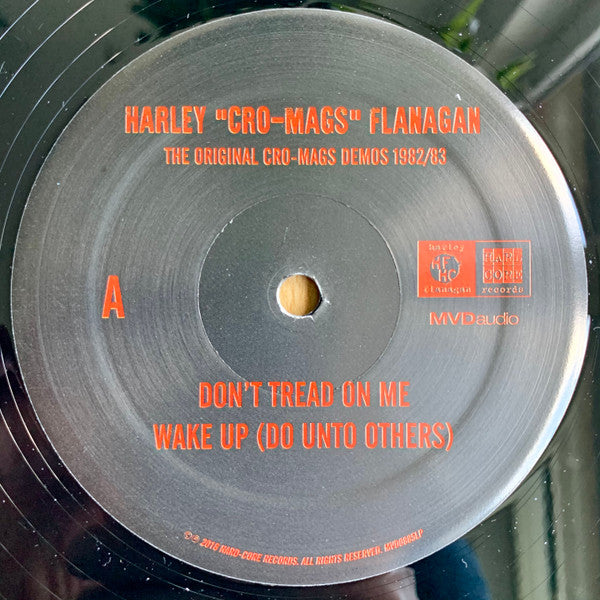 HARLEY "CRO-MAGS" FLANAGAN
THE ORIGINAL CRO-MAGS DEMOS 1982/83
A
harley
flanagan
HARD
CORE
records
MVDaudio
DON'T TREAD ON ME
WAKE UP (DO UNTO OTHERS)
©℗ 2018 HARD-CORE RECORDS. ALL RIGHTS RESERVED.